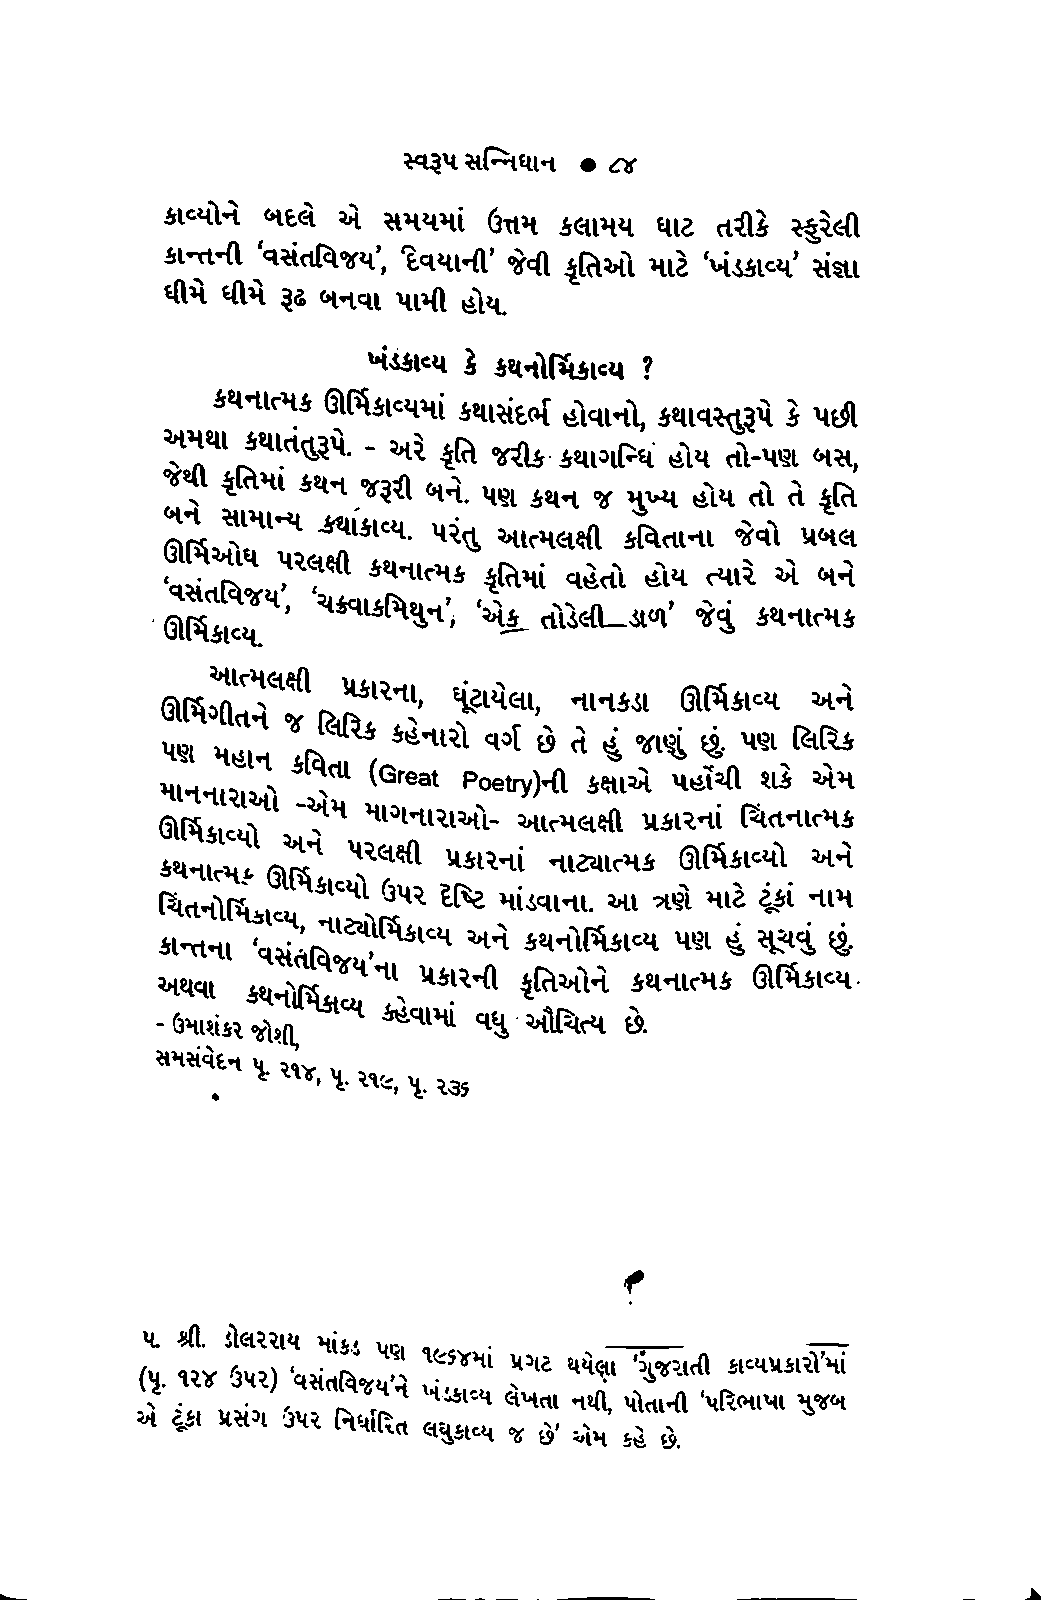 સ્વરૂપ સન્નિધાન ● ૮૪
કાવ્યોને બદલે એ સમયમાં ઉત્તમ કલામય ઘાટ તરીકે સ્ફુરેલી
કાન્તની ‘વસંતવિજય’, ‘દેવયાની’ જેવી કૃતિઓ માટે ‘ખંડકાવ્ય’ સંજ્ઞા
ધીમે ધીમે રૂઢ બનવા પામી હોય.
ખંડકાવ્ય કે કથનોર્મિકાવ્ય ?
કથનાત્મક ઊર્મિકાવ્યમાં કથાસંદર્ભ હોવાનો, કથાવસ્તુરૂપે કે પછી
અમથા કથાતંતુરૂપે. - અરે કૃતિ જરીક કથાગન્ધિ હોય તો-પણ બસ,
જેથી કૃતિમાં કથન જરૂરી બને. પણ કથન જ મુખ્ય હોય તો તે કૃતિ
બને સામાન્ય કથાકાવ્ય. પરંતુ આત્મલક્ષી કવિતાના જેવો પ્રબલ
ઊર્મિઓઘ પરલક્ષી કથનાત્મક કૃતિમાં વહેતો હોય ત્યારે એ બને
‘વસંતવિજય’, ‘ચક્રવાકમિથુન’, ‘એક તોડેલી ડાળ’ જેવું કથનાત્મક
ઊર્મિકાવ્ય.
આત્મલક્ષી પ્રકારના, ઘૂંટાયેલા, નાનકડા ઊર્મિકાવ્ય અને
ઊર્મિગીતને જ લિરિક કહેનારો વર્ગ છે તે હું જાણું છું. પણ લિરિક
પણ મહાન કવિતા (Great Poetry)ની કક્ષાએ પહોંચી શકે એમ
માનનારાઓ -એમ માગનારાઓ- આત્મલક્ષી પ્રકારનાં ચિંતનાત્મક
ઊર્મિકાવ્યો અને પરલક્ષી પ્રકારનાં નાટ્યાત્મક ઊર્મિકાવ્યો અને
કથનાત્મક ઊર્મિકાવ્યો ઉપર દૃષ્ટિ માંડવાના. આ ત્રણે માટે ટૂંકાં નામ
ચિંતનોર્મિકાવ્ય, નાટ્યોર્મિકાવ્ય અને કથનોર્મિકાવ્ય પણ હું સૂચવું છું.
કાન્તના ‘વસંતવિજય’ના પ્રકારની કૃતિઓને કથનાત્મક ઊર્મિકાવ્ય
અથવા કથનોર્મિકાવ્ય કહેવામાં વધુ ઔચિત્ય છે.
- ઉમાશંકર જોશી,
સમસંવેદન પૃ. ૨૧૪, પૃ. ૨૧૯, પૃ. ૨૩૬
૫. શ્રી. ડોલરરાય માંકડ પણ ૧૯૬૪માં પ્રગટ થયેલા ‘ગુજરાતી કાવ્યપ્રકારો’માં
(પૃ. ૧૨૪ ઉપર) ‘વસંતવિજય’ને ખંડકાવ્ય લેખતા નથી, પોતાની ‘પરિભાષા મુજબ
એ ટૂંકા પ્રસંગ ઉપર નિર્ધારિત લઘુકાવ્ય જ છે’ એમ કહે છે.